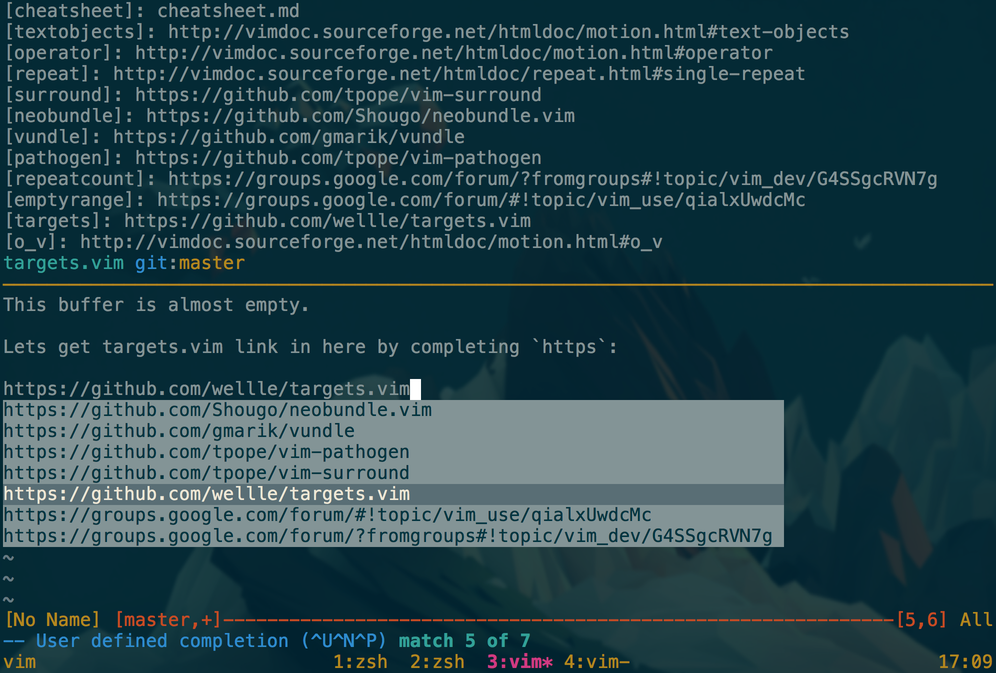 [cheatsheet]: cheatsheet.md
[textobjects]: http://vimdoc.sourceforge.net/htmldoc/motion.html#text-objects
[operator]: http://vimdoc.sourceforge.net/htmldoc/motion.html#operator
[repeat]: http://vimdoc.sourceforge.net/htmldoc/repeat.html#single-repeat
[surround]: https://github.com/tpope/vim-surround
[neobundle]: https://github.com/Shougo/neobundle.vim
[vundle]: https://github.com/gmarik/vundle
[pathogen]: https://github.com/tpope/vim-pathogen
[repeatcount]: https://groups.google.com/forum/?fromgroups#!topic/vim_dev/G4SSgcRVN7g
[emptyrange]: https://groups.google.com/forum/#!topic/vim_use/qialxUwdcMc
[targets]: https://github.com/wellle/targets.vim
[o_v]: http://vimdoc.sourceforge.net/htmldoc/motion.html#o_v
targets.vim git:master
This buffer is almost empty.
Lets get targets.vim link in here by completing `https`:
https://github.com/wellle/targets.vim
https://github.com/Shougo/neobundle.vim
https://github.com/gmarik/vundle
https://github.com/tpope/vim-pathogen
https://github.com/tpope/vim-surround
https://github.com/wellle/targets.vim
https://groups.google.com/forum/#!topic/vim_use/qialxUwdcMc
https://groups.google.com/forum/?fromgroups#!topic/vim_dev/G4SSgcRVN7g
~
~
~
[No Name] [master,+]-------------------------------------------------------------[5,6] All
-- User defined completion (^U^N^P) match 5 of 7
vim 1:zsh 2:zsh 3:vim* 4:vim- 17:09